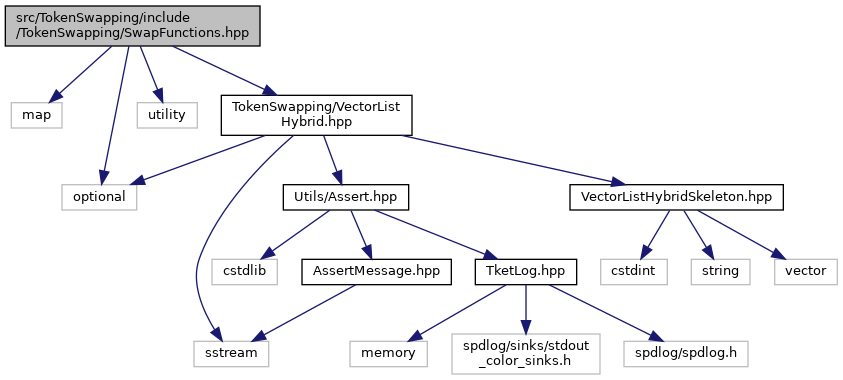 src/TokenSwapping/include
/TokenSwapping/SwapFunctions.hpp
map
utility
TokenSwapping/VectorList
Hybrid.hpp
optional
Utils/Assert.hpp
VectorListHybridSkeleton.hpp
cstdlib
AssertMessage.hpp
TketLog.hpp
cstdint
string
vector
sstream
memory
spdlog/sinks/stdout
_color_sinks.h
spdlog/spdlog.h